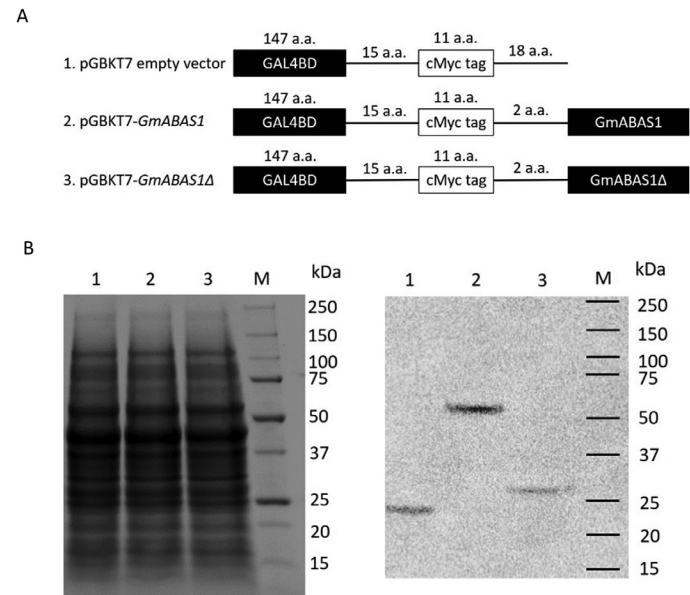 A
147 a.a. 15 a.a. 11 a.a. 18 a.a.
1. pGBKT7 empty vector GAL4BD cMyc tag
147 a.a. 15 a.a. 11 a.a. 2 a.a.
2. pGBKT7-GmABAS1 GAL4BD cMyc tag GmABAS1
147 a.a. 15 a.a. 11 a.a. 2 a.a.
3. pGBKT7-GmABAS1Δ GAL4BD cMyc tag GmABAS1Δ
B
1 2 3 M kDa
250
150
100
75
50
37
25
20
15
1 2 3 M kDa
250
150
100
75
50
37
25
20
15